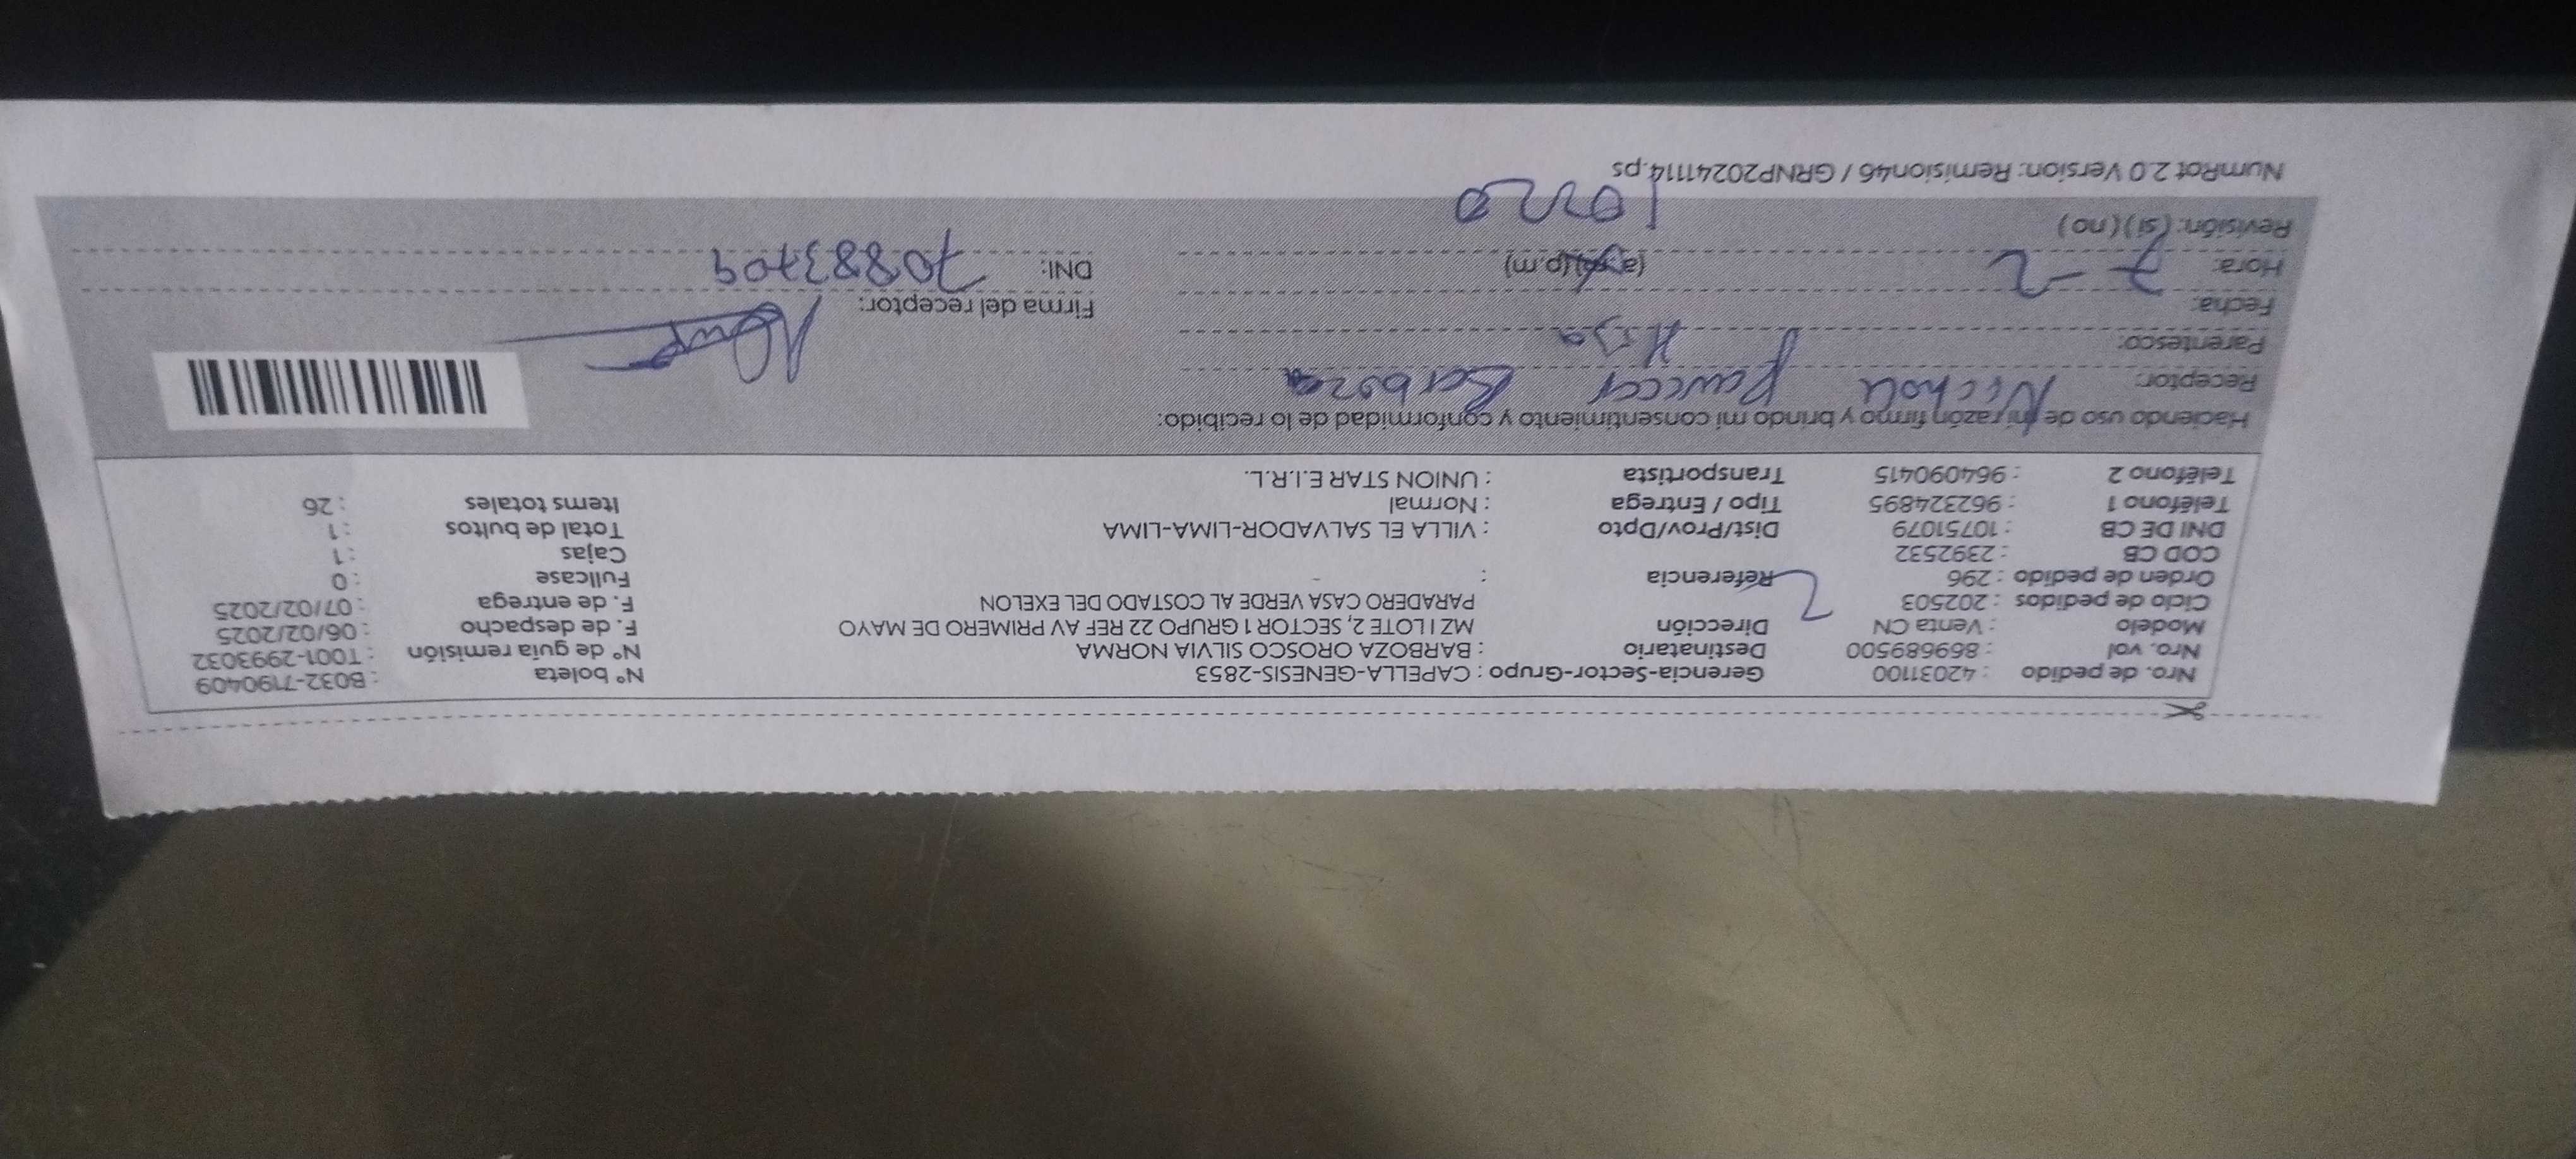 Nro. de pedido : 42031100 Gerencia-Sector-Grupo : CAPELLA-GENESIS-2853 N° boleta : B032-7190409
Nro. vol : 869689500 Destinatario : BARBOZA OROSCO SILVIA NORMA N° de guía remisión : T001-2993032
Modelo : Venta CN Dirección MZ I LOTE 2, SECTOR 1 GRUPO 22 REF AV PRIMERO DE MAYO F. de despacho : 06/02/2025
Ciclo de pedidos : 202503 PARADERO CASA VERDE AL COSTADO DEL EXELON F. de entrega : 07/02/2025
Orden de pedido : 296 Referencia : Fullcase : 0
COD CB : 2392532 Cajas : 1
DNI DE CB : 10751079 Dist/Prov/Dpto : VILLA EL SALVADOR-LIMA-LIMA Total de bultos : 1
Teléfono 1 : 962324895 Tipo / Entrega : Normal Items totales : 26
Teléfono 2 : 964090415 Transportista : UNION STAR E.I.R.L.
Haciendo uso de mi razón firmo y brindo mi consentimiento y conformidad de lo recibido:
Receptor: Nichole Paucar Barboza
Parentesco: Hija
Fecha: 7-2 Firma del receptor:
Hora: (a.m)(p.m) DNI: 70883709
Revisión: (si)(no)
NumRot 2.0 Version: Remision46 / GRNP20241114.ps